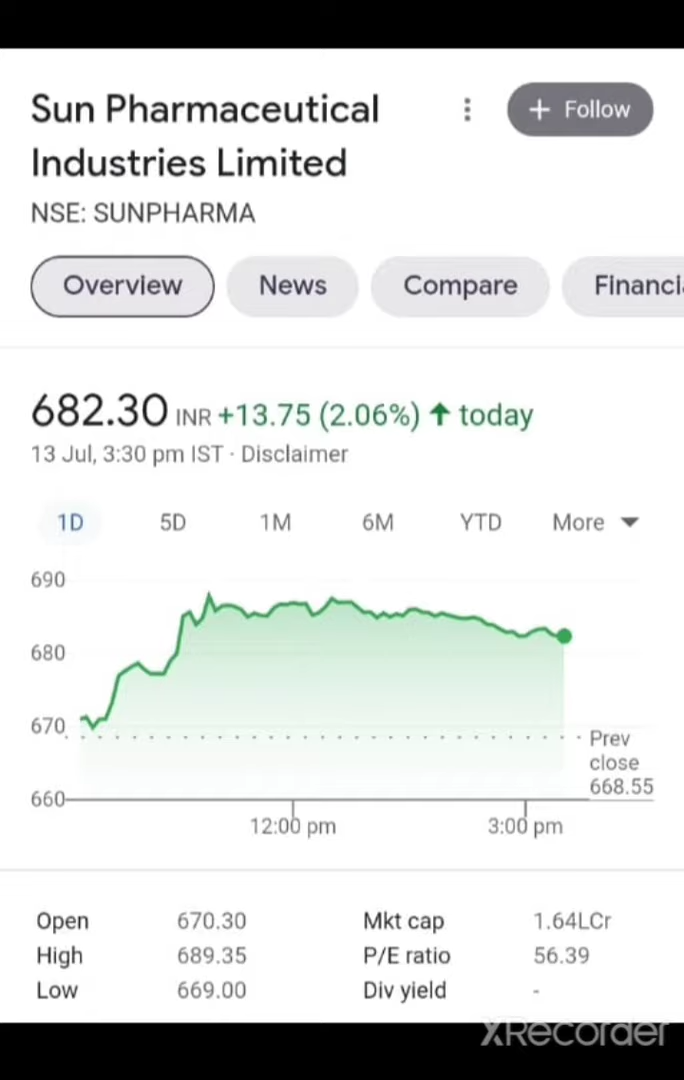 Sun Pharmaceutical
Industries Limited
+ Follow
NSE: SUNPHARMA
Overview News Compare Financi
682.30 INR +13.75 (2.06%) ↑ today
13 Jul, 3:30 pm IST · Disclaimer
1D 5D 1M 6M YTD More
690
680
670
Prev
close
668.55
660
12:00 pm 3:00 pm
Open 670.30 Mkt cap 1.64LCr
High 689.35 P/E ratio 56.39
Low 669.00 Div yield -
XRecorder